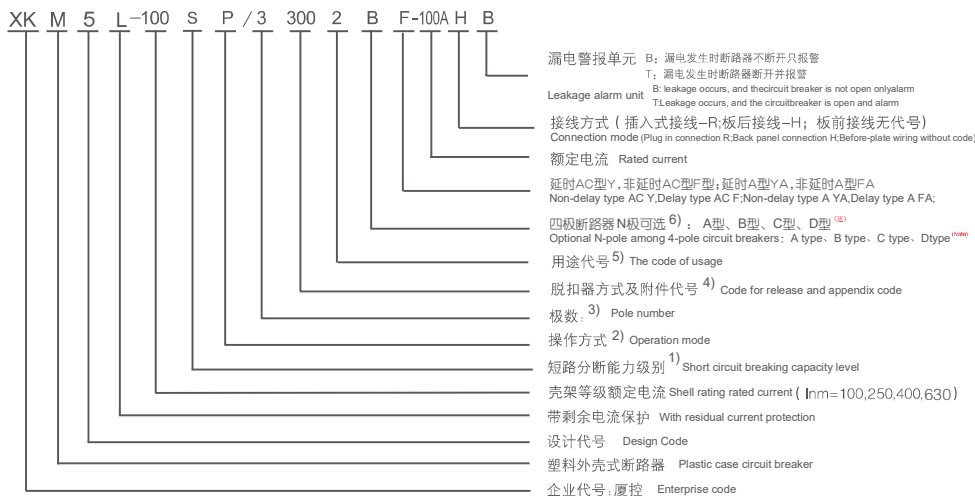 XK M 5 L -100 S P / 3 300 2 B F -100A H B
漏电警报单元 B：漏电发生时断路器不断开只报警
T：漏电发生时断路器断开并报警
Leakage alarm unit B: leakage occurs, and thecircuit breaker is not open onlyalarm
T:Leakage occurs, and the circuitbreaker is open and alarm
接线方式（插入式接线–R;板后接线–H；板前接线无代号）
Connection mode (Plug in connection R;Back panel connection H;Before-plate wiring without code)
额定电流 Rated current
延时AC型Y,非延时AC型F型;延时A型YA,非延时A型FA
Non-delay type AC Y,Delay type AC F;Non-delay type A YA,Delay type A FA;
四极断路器N极可选6)：A型、B型、C型、D型(注)
Optional N-pole among 4-pole circuit breakers；A type、B type、C type、Dtype(Note)
用途代号5) The code of usage
脱扣器方式及附件代号4) Code for release and appendix code
极数:3) Pole number
操作方式2) Operation mode
短路分断能力级别1) Short circuit breaking capacity level
壳架等级额定电流 Shell rating rated current ( Inm=100,250,400,630)
带剩余电流保护 With residual current protection
设计代号 Design Code
塑料外壳式断路器 Plastic case circuit breaker
企业代号:厦控 Enterprise code